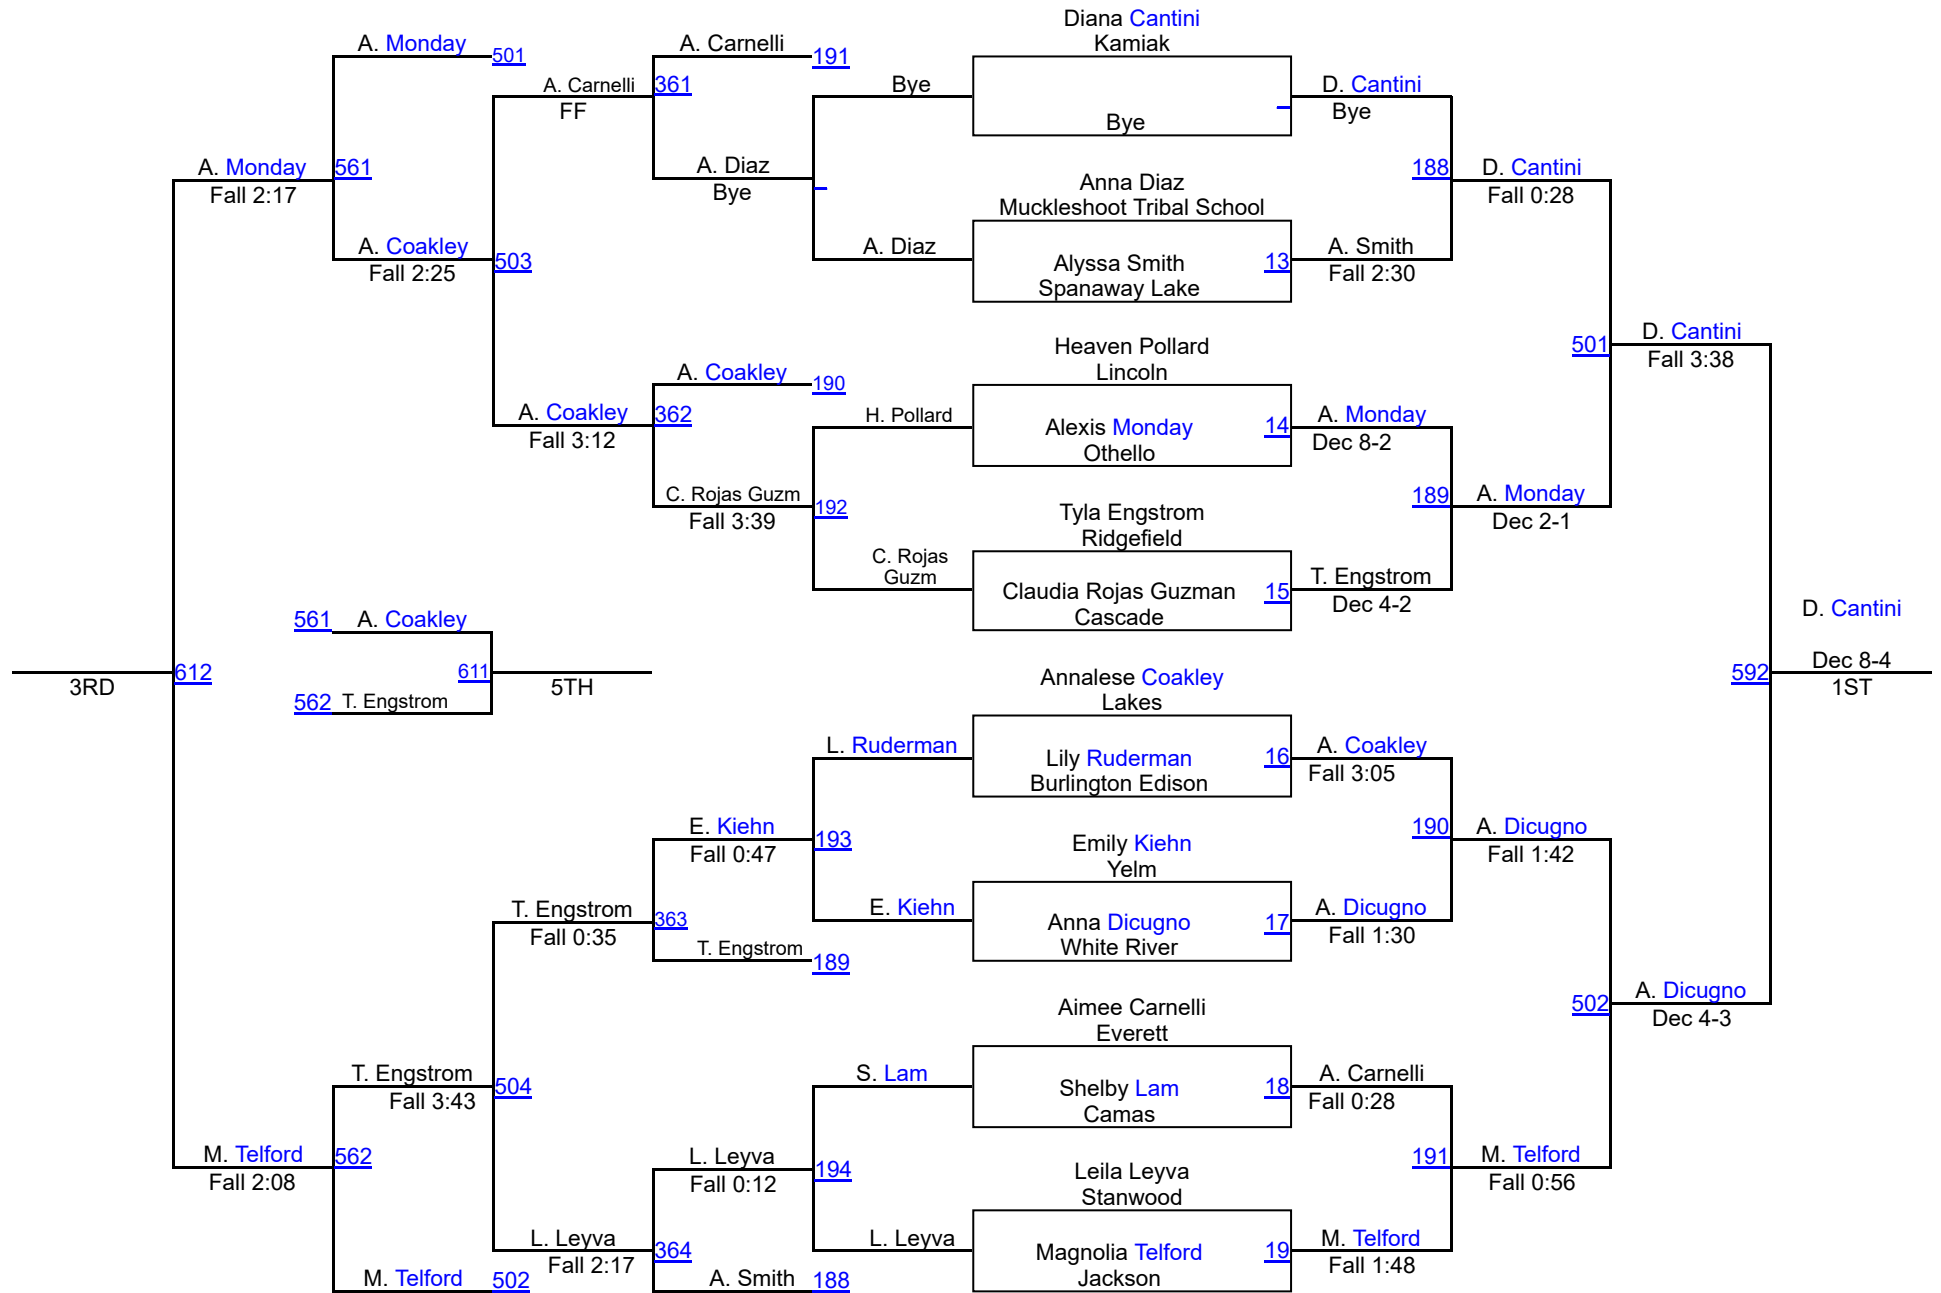 Diana Cantini
A. Monday
A. Carnelli
Kamiak
501
191
A. Carnelli
361
Bye
D. Cantini
FF
Bye
Bye
A. Monday
561
A. Diaz
188
D. Cantini
Fall 2:17
Bye
Anna Diaz
Fall 0:28
Muckleshoot Tribal School
A. Coakley
A. Diaz
A. Smith
Fall 2:25
503
Alyssa Smith
13
Fall 2:30
Spanaway Lake
Heaven Pollard
501
D. Cantini
A. Coakley
Lincoln
Fall 3:38
190
A. Coakley
362
H. Pollard
A. Monday
Fall 3:12
Alexis Monday
14
Dec 8-2
Othello
C. Rojas Guzm
192
189
A. Monday
Fall 3:39
Tyla Engstrom
Dec 2-1
Ridgefield
C. Rojas
Guzm
T. Engstrom
Claudia Rojas Guzman
15
Dec 4-2
Cascade
561
A. Coakley
D. Cantini
3RD
612
611
5TH
592
Dec 8-4
1ST
562
T. Engstrom
Annalese Coakley
Lakes
L. Ruderman
A. Coakley
Lily Ruderman
16
Fall 3:05
Burlington Edison
E. Kiehn
193
190
A. Dicugno
Fall 0:47
Emily Kiehn
Fall 1:42
Yelm
T. Engstrom
363
E. Kiehn
A. Dicugno
Fall 0:35
Anna Dicugno
17
Fall 1:30
T. Engstrom
White River
189
502
A. Dicugno
Aimee Carnelli
Dec 4-3
Everett
T. Engstrom
504
S. Lam
A. Carnelli
Fall 3:43
Shelby Lam
18
Fall 0:28
Camas
M. Telford
562
L. Leyva
194
191
M. Telford
Fall 2:08
Fall 0:12
Leila Leyva
Fall 0:56
Stanwood
L. Leyva
364
L. Leyva
M. Telford
Fall 2:17
Magnolia Telford
19
Fall 1:48
M. Telford
502
A. Smith
188
Jackson